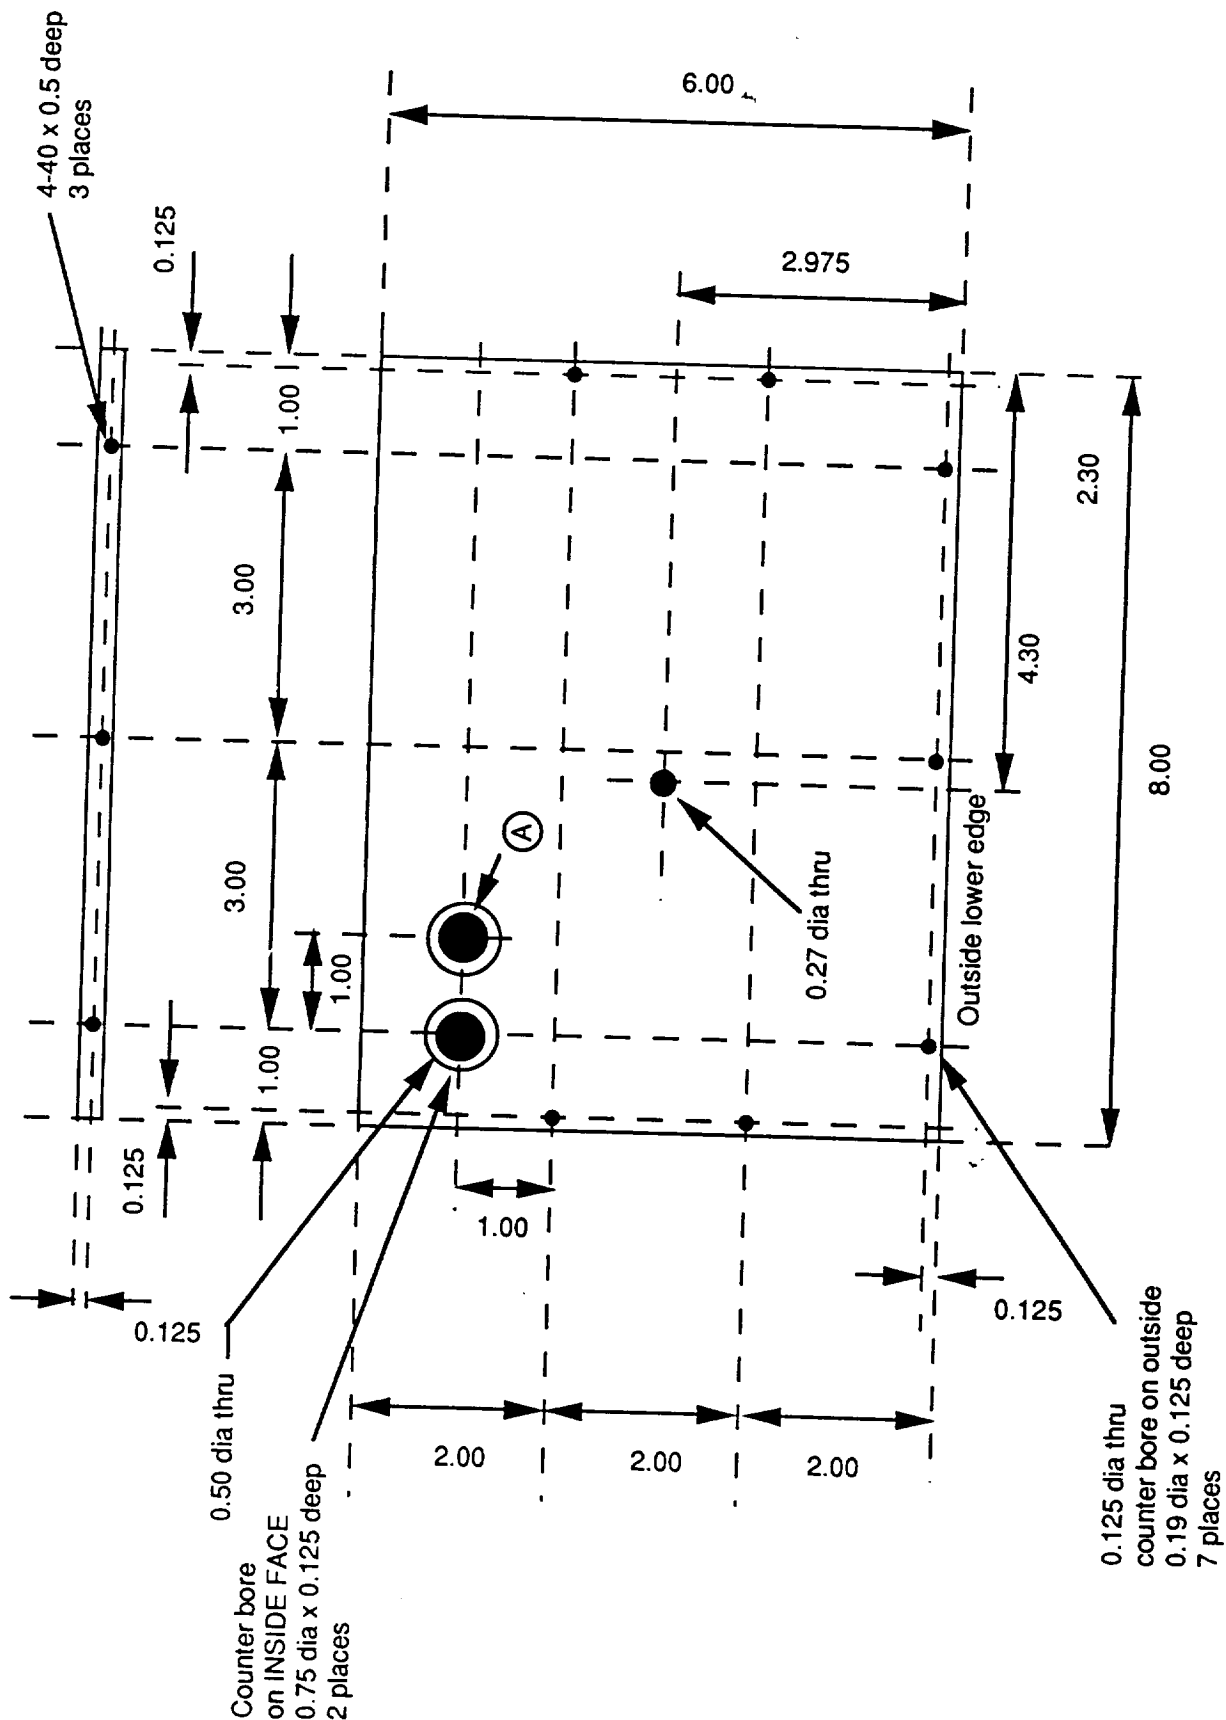 4-40 x 0.5 deep
3 places
0.125
1.00
3.00
3.00
1.00
1.00
0.125
0.125
6.00
2.975
A
0.27 dia thru
Outside lower edge
4.30
2.30
8.00
1.00
0.50 dia thru
Counter bore
on INSIDE FACE
0.75 dia x 0.125 deep
2 places
2.00
2.00
2.00
0.125
0.125 dia thru
counter bore on outside
0.19 dia x 0.125 deep
7 places